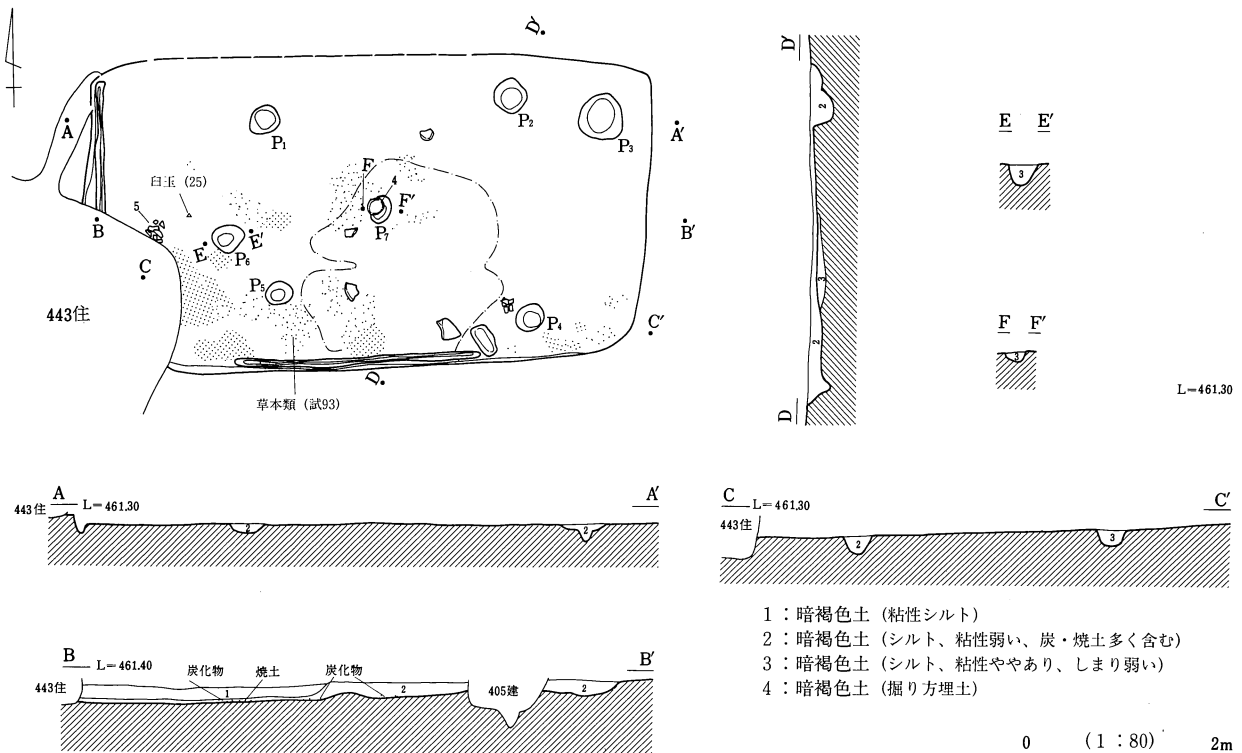 D′
A
P1
P2
P3
A′
臼玉 (25)
F
4
F′
P7
5
B
E
E′
P6
B′
C
P5
443住
P4
C′
D
草本類 (試93)
D′
2
3
2
D
E E′
3
F F′
3
L=461.30
A
443住
L=461.30
A′
2
2
B
L=461.40
B′
443住
炭化物
焼土
炭化物
1
2
405建
2
C
L=461.30
C′
443住
2
3
1：暗褐色土 (粘性シルト)
2：暗褐色土 (シルト、粘性弱い、炭・焼土多く含む)
3：暗褐色土 (シルト、粘性ややあり、しまり弱い)
4：暗褐色土 (掘り方埋土)
0 (1：80) 2m